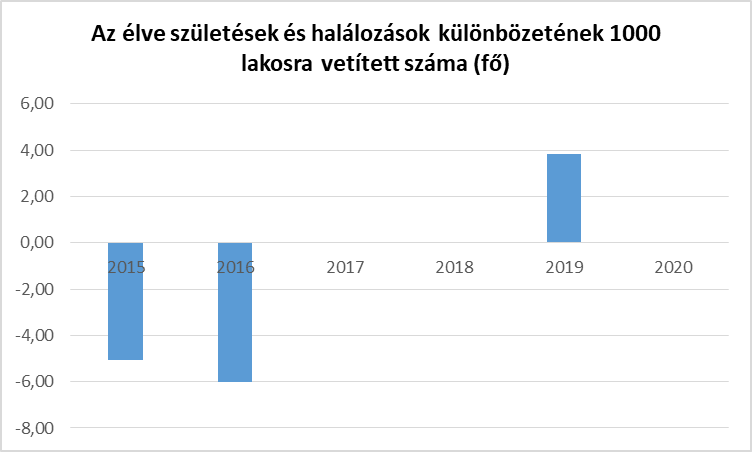 Az élve születések és halálozások különbözetének 1000
lakosra vetített száma (fő)
6,00
4,00
2,00
0,00
2015 2016 2017 2018 2019 2020
-2,00
-4,00
-6,00
-8,00